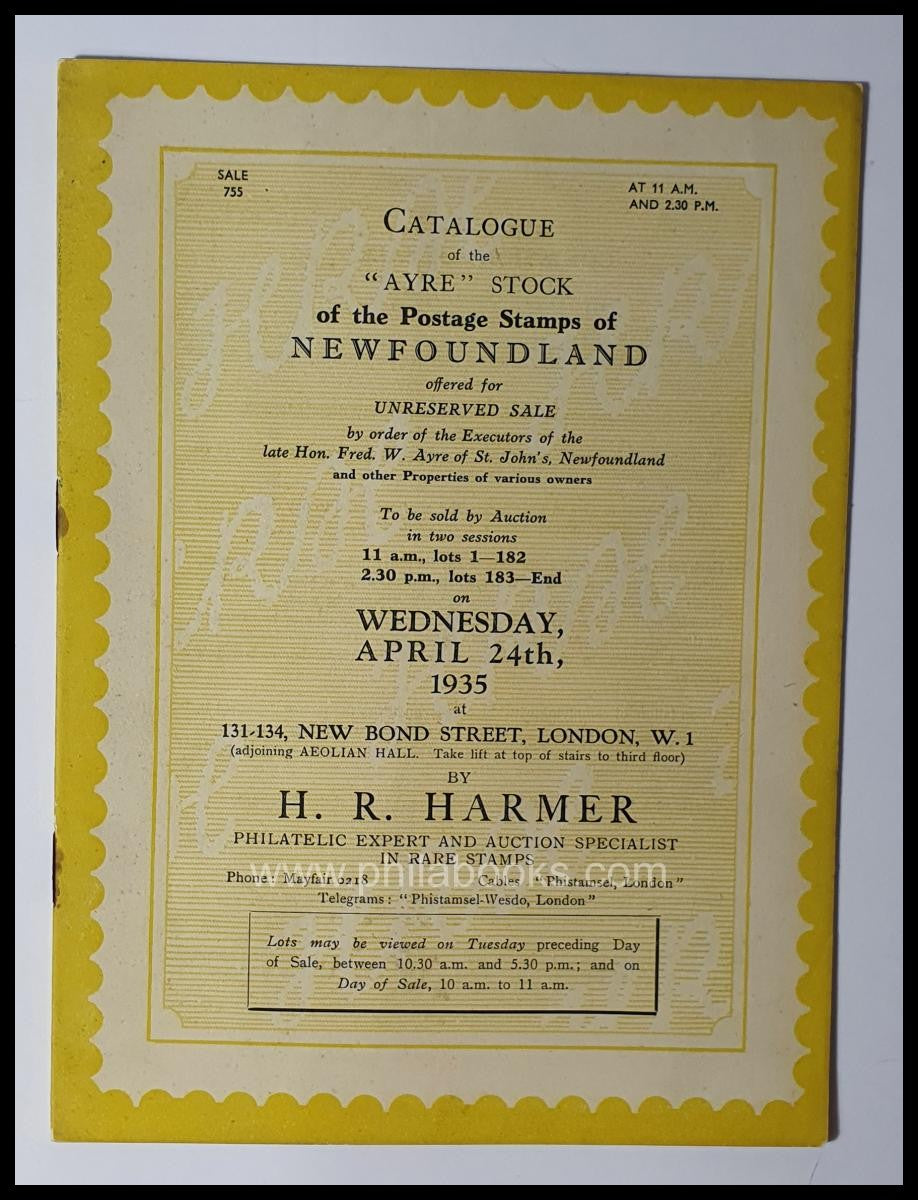 SALE
755
AT 11 A.M.
AND 2.30 P.M.
CATALOGUE
of the
“AYRE” STOCK
of the Postage Stamps of
NEWFOUNDLAND
offered for
UNRESERVED SALE
by order of the Executors of the
late Hon. Fred. W. Ayre of St. John's, Newfoundland
and other Properties of various owners
To be sold by Auction
in two sessions
11 a.m., lots 1—182
2.30 p.m., lots 183—End
on
WEDNESDAY,
APRIL 24th,
1935
at
131-134, NEW BOND STREET, LONDON, W.1
(adjoining AEOLIAN HALL. Take lift at top of stairs to third floor)
BY
H. R. HARMER
PHILATELIC EXPERT AND AUCTION SPECIALIST
IN RARE STAMPS
www.philabooks.com
Phone: Mayfair 0218 Cables: “Phistamsel, London”
Telegrams: “Phistamsel-Wesdo, London”
Lots may be viewed on Tuesday preceding Day
of Sale, between 10.30 a.m. and 5.30 p.m.; and on
Day of Sale, 10 a.m. to 11 a.m.